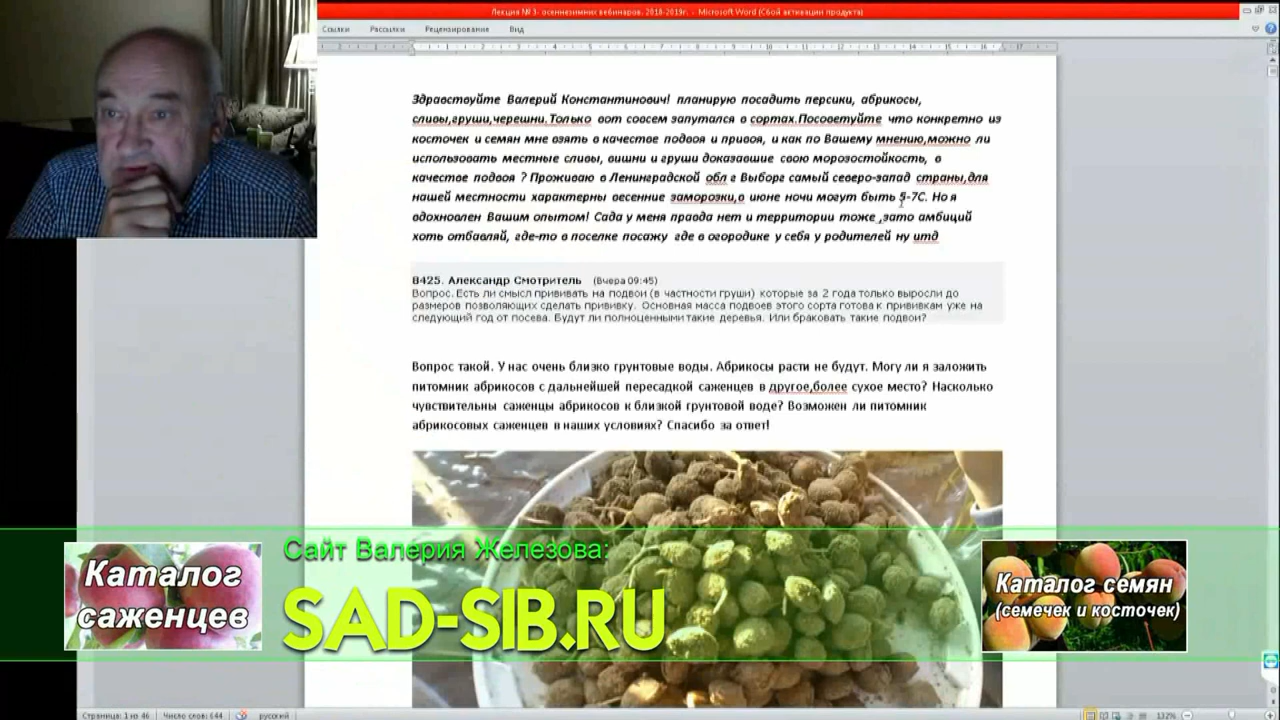 Лекция № 3- осеннезимних вебинаров. 2018-2019г. - Microsoft Word (Сбой активации продукта)
Ссылки Рассылки Рецензирование Вид
Здравствуйте Валерий Константинович! планирую посадить персики, абрикосы,
сливы,груши,черешни.Только вот совсем запутался в сортах.Посоветуйте что конкретно из
косточек и семян мне взять в качестве подвоя и привоя, и как по Вашему мнению,можно ли
использовать местные сливы, вишни и груши доказавшие свою морозостойкость, в
качестве подвоя ? Проживаю в Ленинградской обл г Выборге самый северо-запад страны,для
нашей местности характерны весенние заморозки,в июне ночи могут быть 5-7С. Но я
вдохновлен Вашим опытом! Сада у меня правда нет и территории тоже ,зато амбиций
хоть отбавляй, где-то в поселке посажу где в огородике у себя у родителей ну итд
В425. Александр Смотритель (Вчера 09:45)
Вопрос. Есть ли смысл прививать на подвои (в частности груши) которые за 2 года только выросли до
размеров позволяющих сделать прививку. Основная масса подвоев этого сорта готова к прививкам уже на
следующий год от посева. Будут ли полноценными такие деревья. Или браковать такие подвои?
Вопрос такой. У нас очень близко грунтовые воды. Абрикосы расти не будут. Могу ли я заложить
питомник абрикосов с дальнейшей пересадкой саженцев в другое,более сухое место? Насколько
чувствительны саженцы абрикосов к близкой грунтовой воде? Возможен ли питомник
абрикосовых саженцев в наших условиях? Спасибо за ответ!
Каталог
саженцев
Сайт Валерия Железова:
SAD-SIB.RU
Каталог семян
(семечек и косточек)
Страница: 1 из 46 Число слов: 644 русский 132%